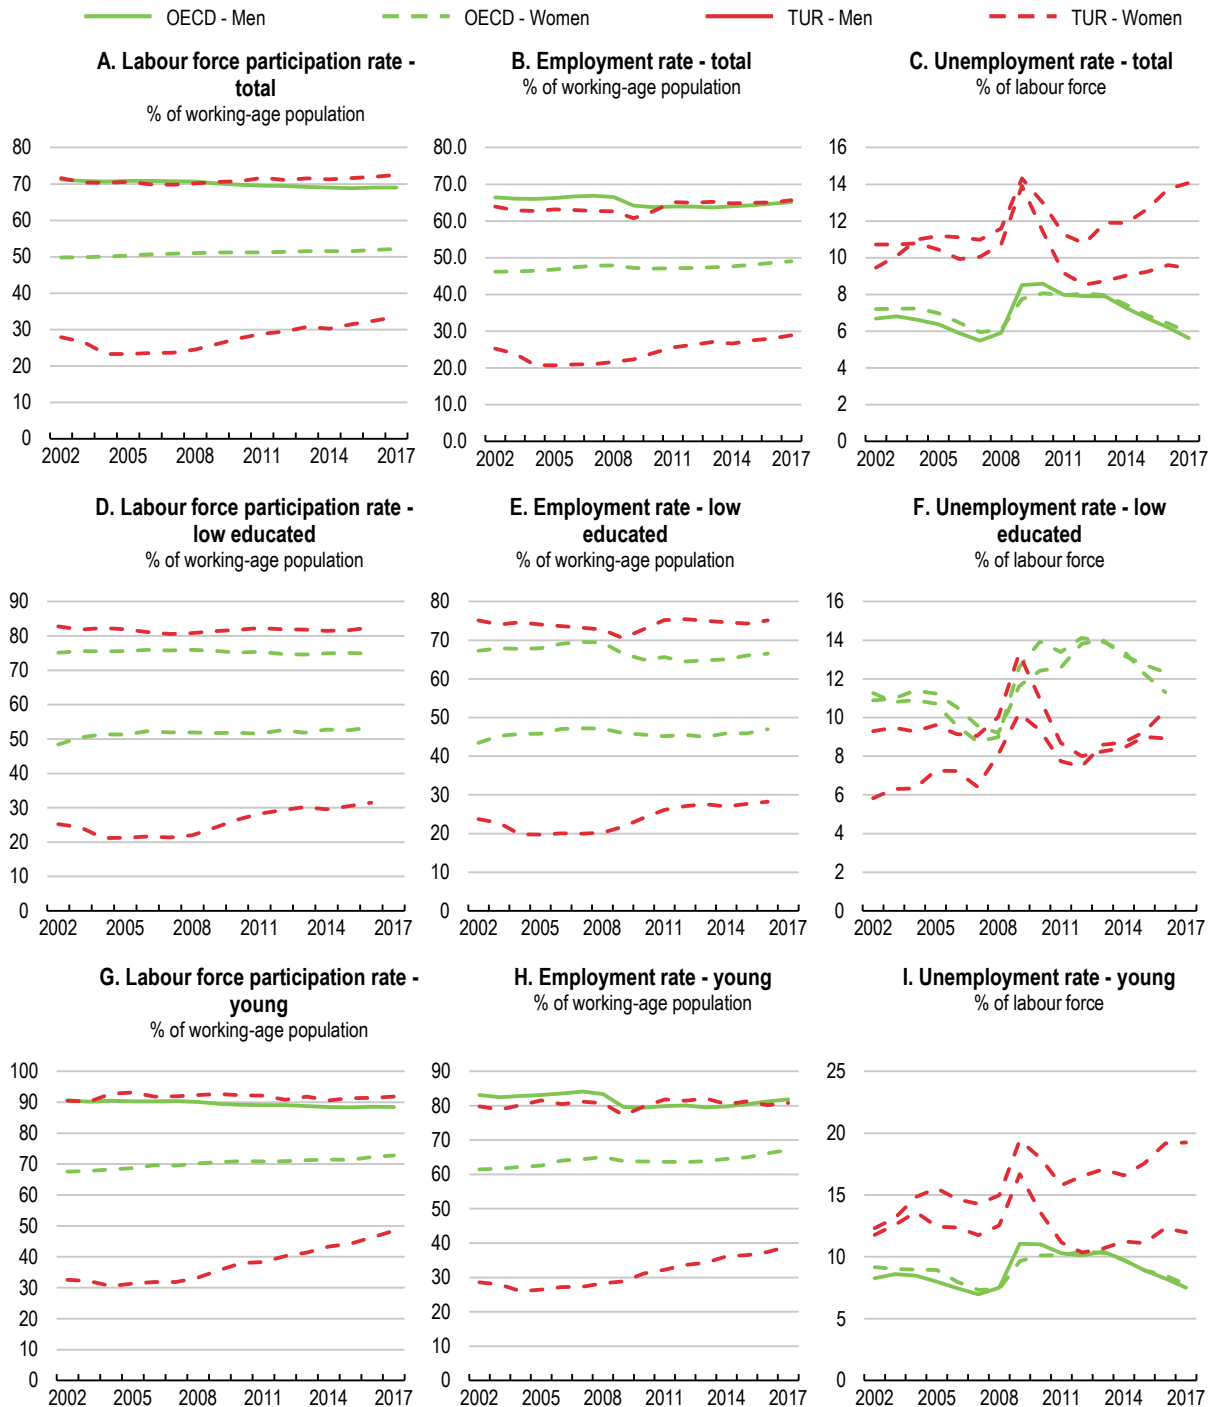 OECD - Men OECD - Women TUR - Men TUR - Women
A. Labour force participation rate -
total
% of working-age population
80
70
60
50
40
30
20
10
0
2002 2005 2008 2011 2014 2017
B. Employment rate - total
% of working-age population
80.0
70.0
60.0
50.0
40.0
30.0
20.0
10.0
0.0
2002 2005 2008 2011 2014 2017
C. Unemployment rate - total
% of labour force
16
14
12
10
8
6
4
2
0
2002 2005 2008 2011 2014 2017
D. Labour force participation rate -
low educated
% of working-age population
90
80
70
60
50
40
30
20
10
0
2002 2005 2008 2011 2014 2017
E. Employment rate - low
educated
% of working-age population
80
70
60
50
40
30
20
10
0
2002 2005 2008 2011 2014 2017
F. Unemployment rate - low
educated
% of labour force
16
14
12
10
8
6
4
2
0
2002 2005 2008 2011 2014 2017
G. Labour force participation rate -
young
% of working-age population
100
90
80
70
60
50
40
30
20
10
0
2002 2005 2008 2011 2014 2017
H. Employment rate - young
% of working-age population
90
80
70
60
50
40
30
20
10
0
2002 2005 2008 2011 2014 2017
I. Unemployment rate - young
% of labour force
25
20
15
10
5
0
2002 2005 2008 2011 2014 2017